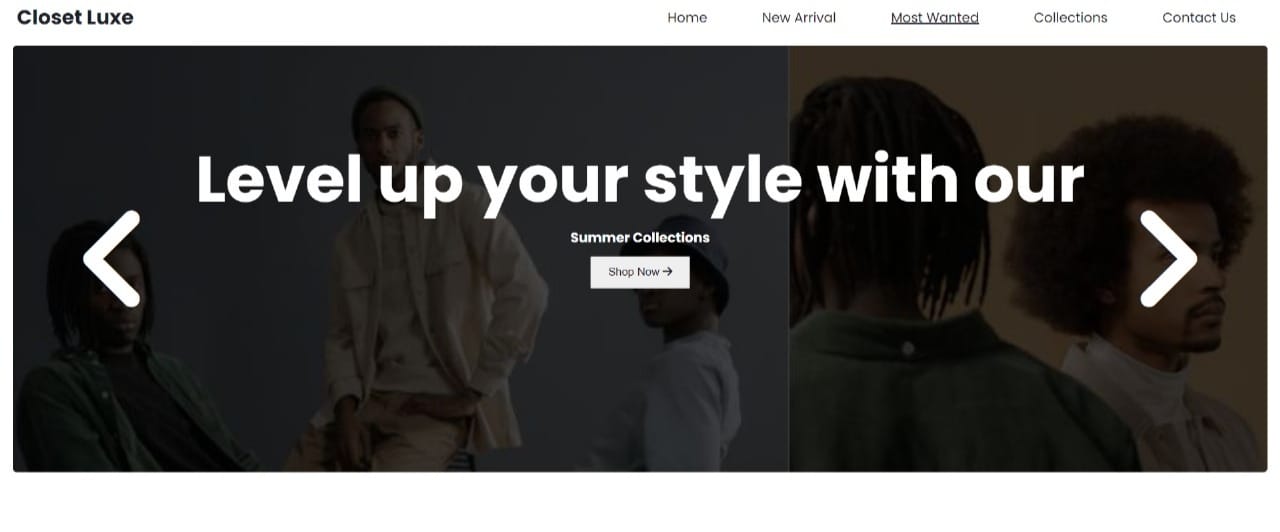 Closet Luxe
Home New Arrival Most Wanted Collections Contact Us
Level up your style with our
Summer Collections
Shop Now →